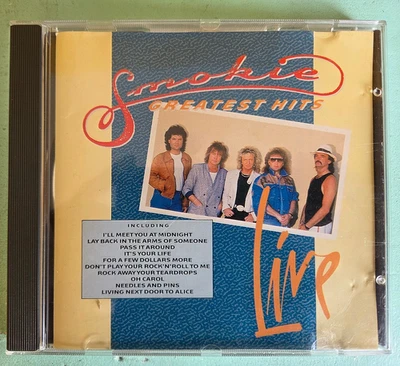 Smokie
GREATEST HITS
INCLUDING
I'LL MEET YOU AT MIDNIGHT
LAY BACK IN THE ARMS OF SOMEONE
PASS IT AROUND
IT'S YOUR LIFE
FOR A FEW DOLLARS MORE
DON'T PLAY YOUR ROCK'N'ROLL TO ME
ROCK AWAY YOUR TEARDROPS
OH CAROL
NEEDLES AND PINS
LIVING NEXT DOOR TO ALICE
Live